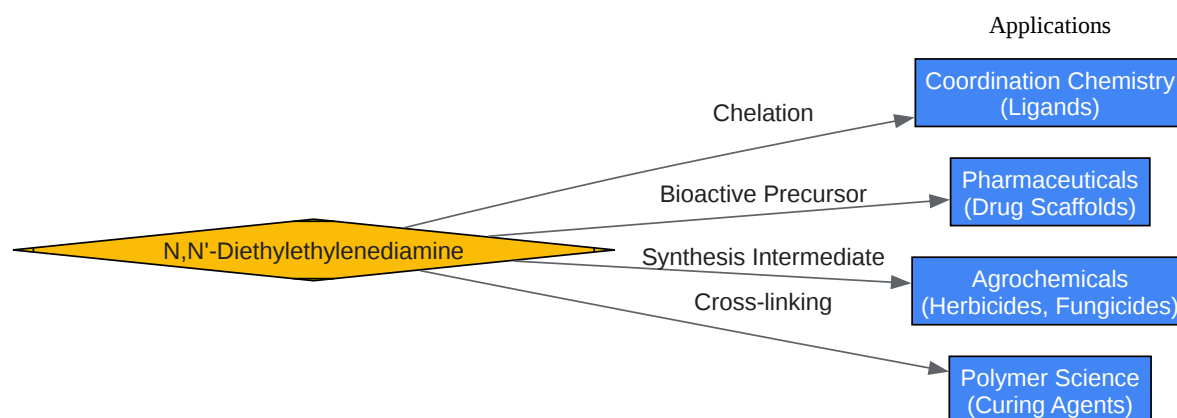 Applications
Coordination Chemistry
(Ligands)
Chelation
Pharmaceuticals
(Drug Scaffolds)
Bioactive Precursor
N,N'-Diethylethylenediamine
Synthesis Intermediate
Agrochemicals
(Herbicides, Fungicides)
Cross-linking
Polymer Science
(Curing Agents)